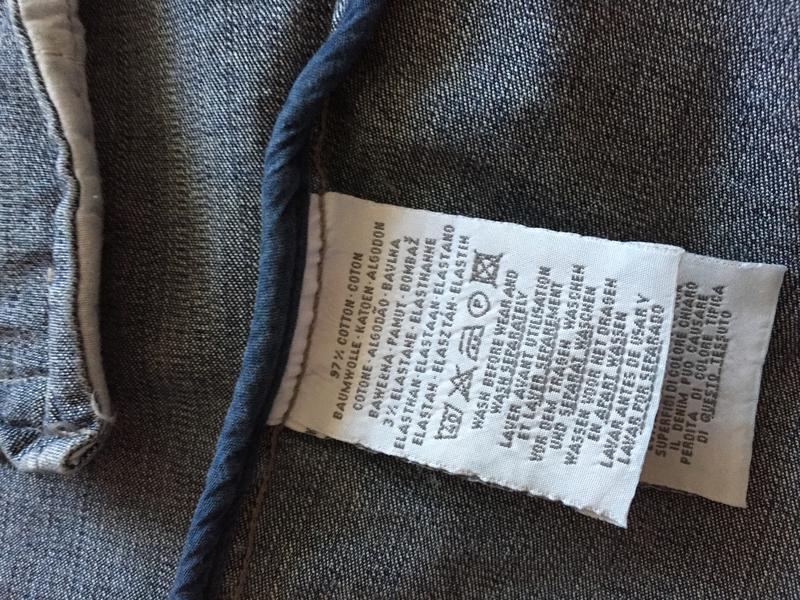 97% COTTON·COTON
BAUMWOLLE·KATOEN·ALGODON
COTONE·ALGODÃO·BAVLNA
BAWEŁNA·PAMUT·BOMBAŽ
3% ELASTANE·ELASTHANNE
ELASTHAN·ELASTAAN·ELASTANO
ELASTAN·ELASZTÁN·ELASTIN
40
WASH BEFORE WEAR AND
WASH SEPARATELY
LAVER AVANT UTILISATION
ET LAVER SEPAREMENT
VOR DEM TRAGEN WASCHEN
UND SEPARAT WASCHEN
WASSEN VOOR HET DRAGEN
EN APART WASSEN
LAVAR ANTES DE USAR Y
LAVAR POR SEPARADO
SUPERFINI COLORE CHIARO
IL DENIM PUÒ CAUSARE
PERDITA DI COLORE TIPICA
DI QUESTO TESSUTO